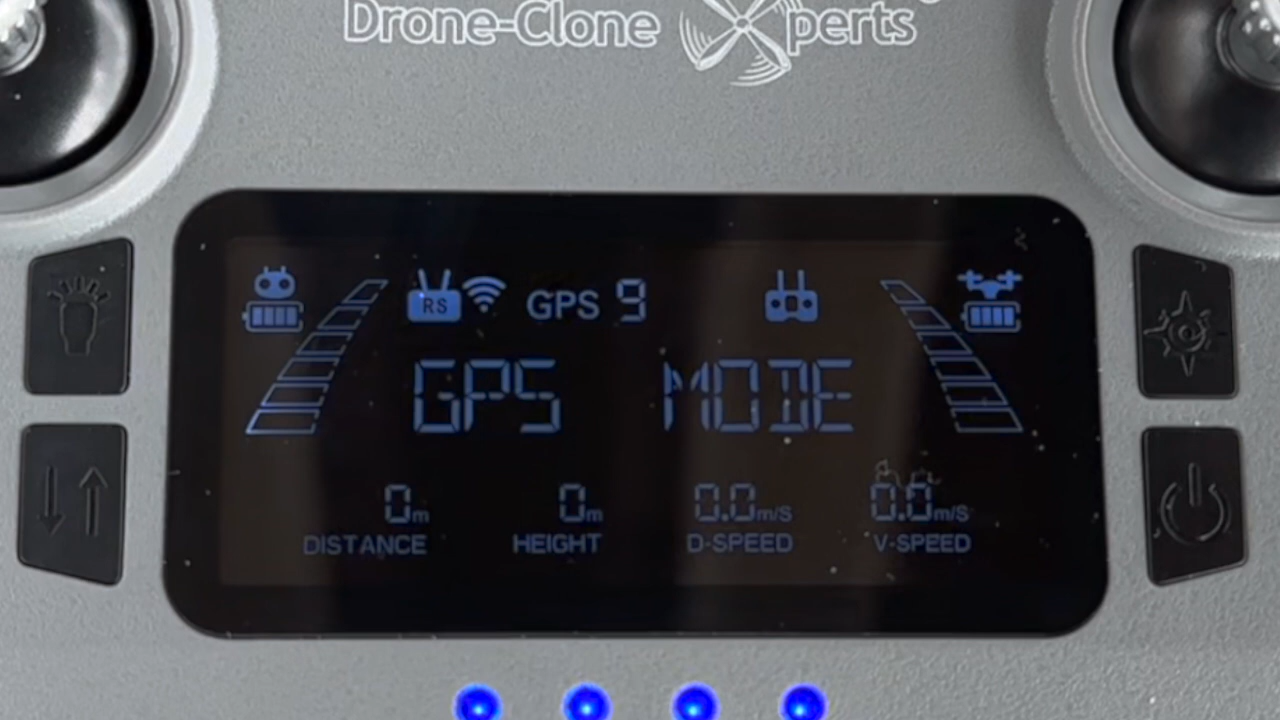 Drone-Clone Xperts
RS GPS 9
GPS MODE
0m 0m 0.0m/S 0.0m/S
DISTANCE HEIGHT D-SPEED V-SPEED